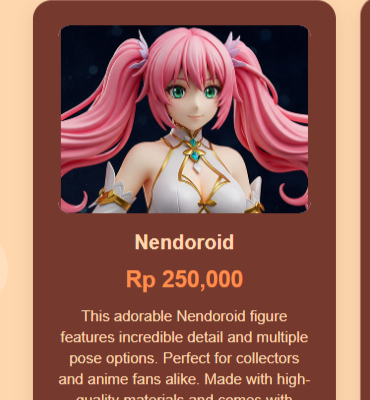 Nendoroid
Rp 250,000
This adorable Nendoroid figure
features incredible detail and multiple
pose options. Perfect for collectors
and anime fans alike. Made with high-
quality materials and comes with